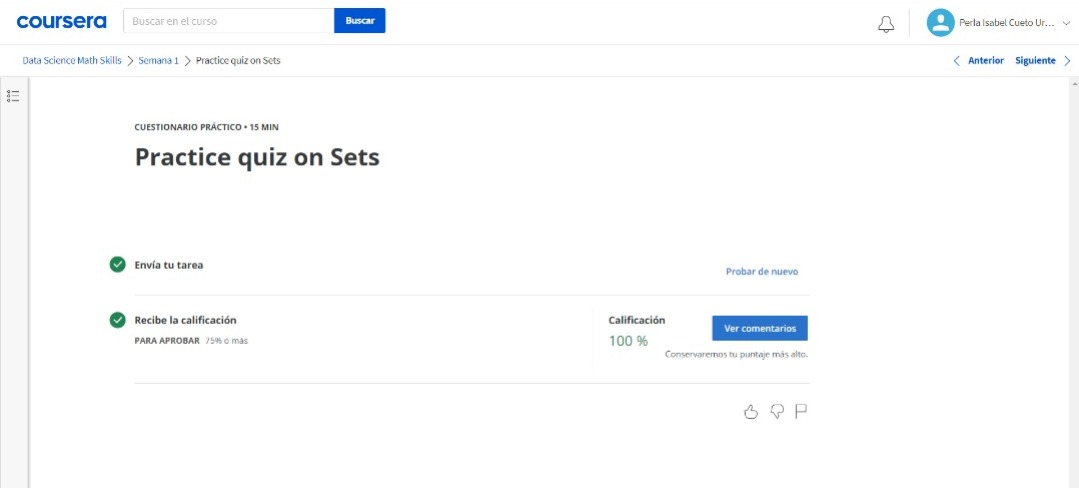 coursera
Buscar en el curso
Buscar
Perla Isabel Cueto Ur...
Data Science Math Skills > Semana 1 > Practice quiz on Sets
< Anterior Siguiente >
CUESTIONARIO PRÁCTICO • 15 MIN
Practice quiz on Sets
Envía tu tarea
Probar de nuevo
Recibe la calificación
PARA APROBAR 75% o más
Calificación
100 %
Ver comentarios
Conservaremos tu puntaje más alto.